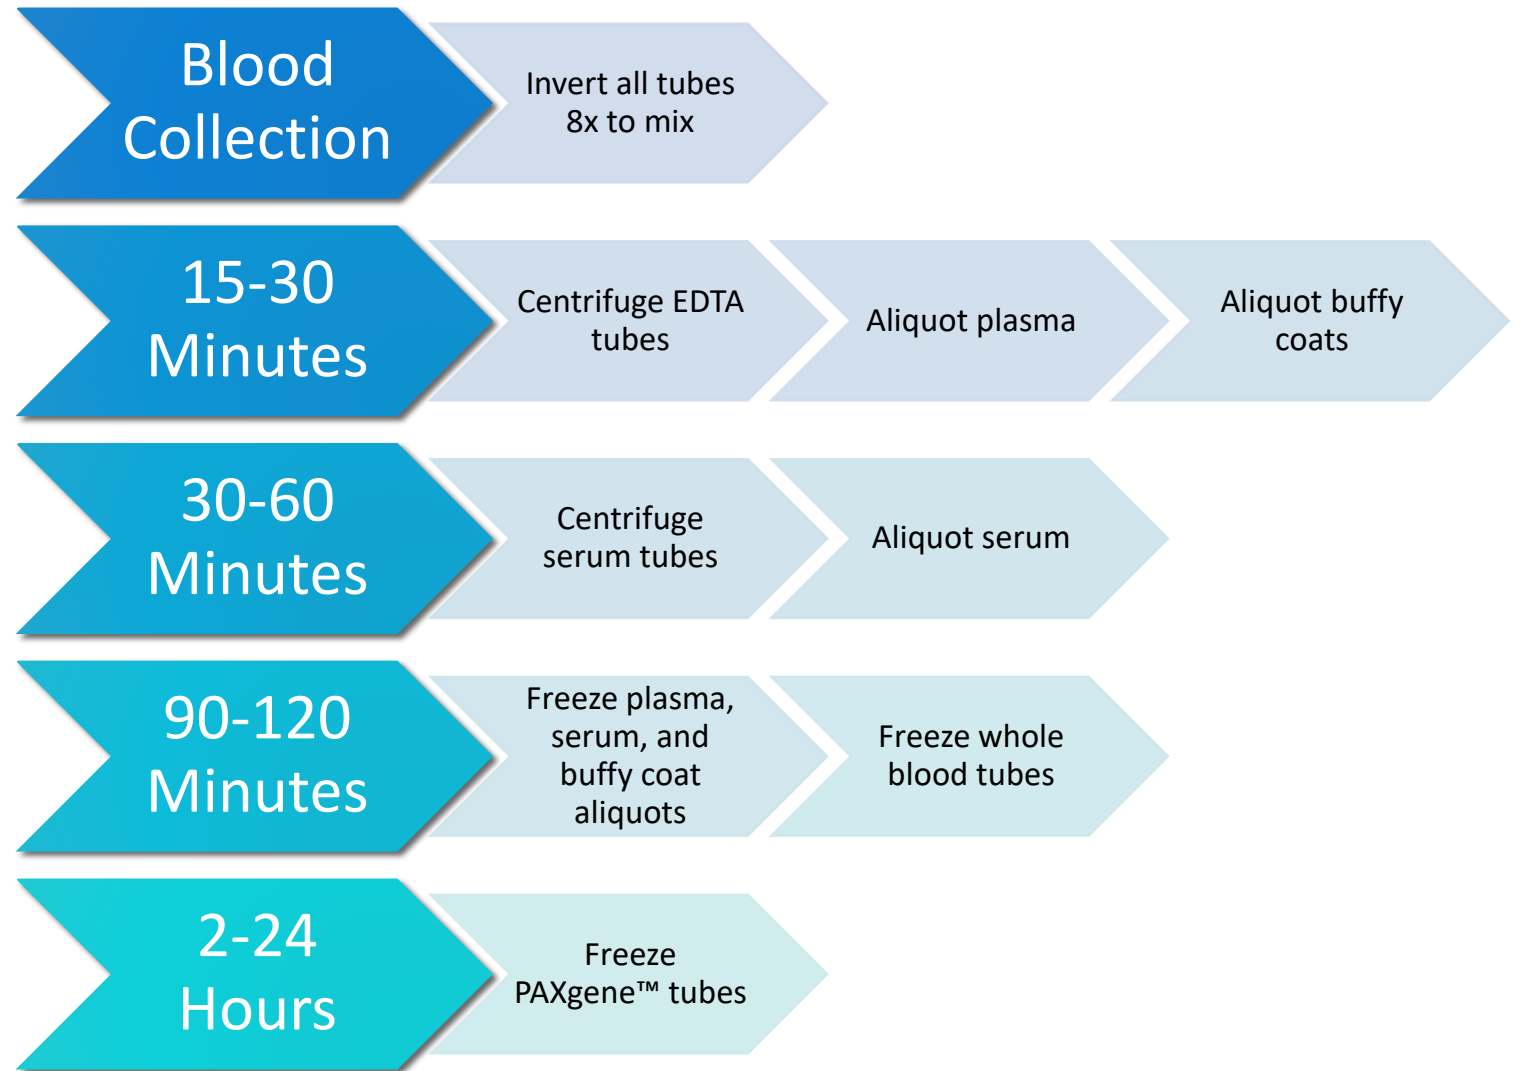 Blood
Collection
Invert all tubes
8x to mix
15-30
Minutes
Centrifuge EDTA
tubes
Aliquot plasma
Aliquot buffy
coats
30-60
Minutes
Centrifuge
serum tubes
Aliquot serum
90-120
Minutes
Freeze plasma,
serum, and
buffy coat
aliquots
Freeze whole
blood tubes
2-24
Hours
Freeze
PAXgene™ tubes